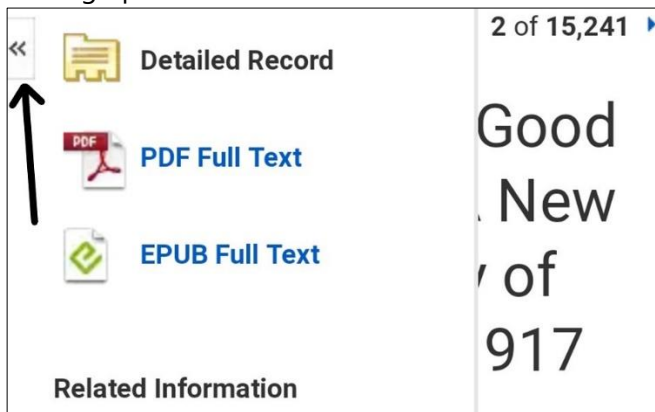 «
Detailed Record
PDF
PDF Full Text
EPUB Full Text
Related Information
2 of 15,241
Good
New
of
917